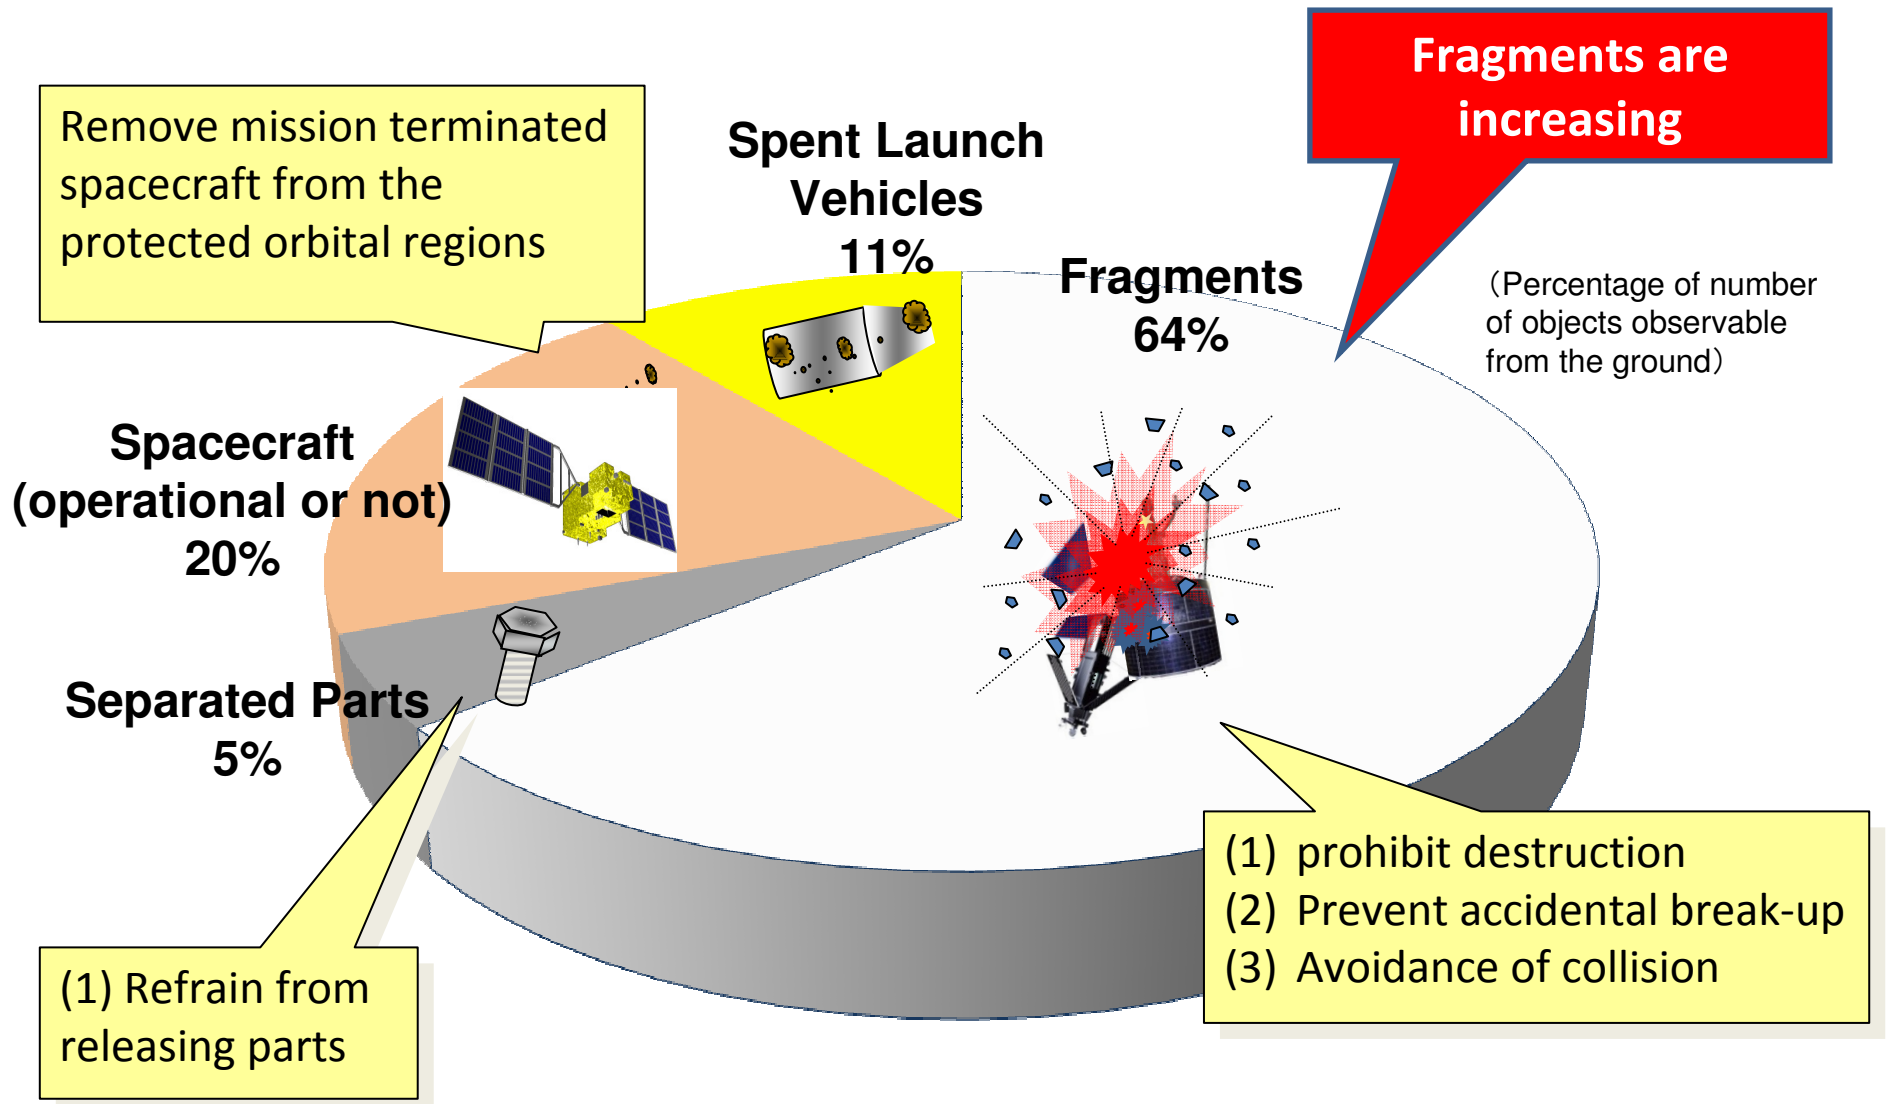 Fragments are
increasing
Remove mission terminated
spacecraft from the
protected orbital regions
Spent Launch
Vehicles
11%
Fragments
64%
（Percentage of number
of objects observable
from the ground）
Spacecraft
(operational or not)
20%
Separated Parts
5%
(1) prohibit destruction
(2) Prevent accidental break-up
(3) Avoidance of collision
(1) Refrain from
releasing parts